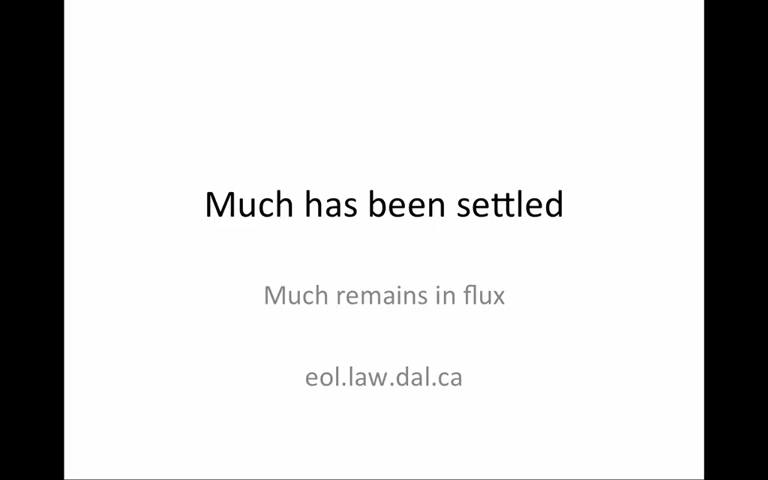 Much has been settled
Much remains in flux
eol.law.dal.ca